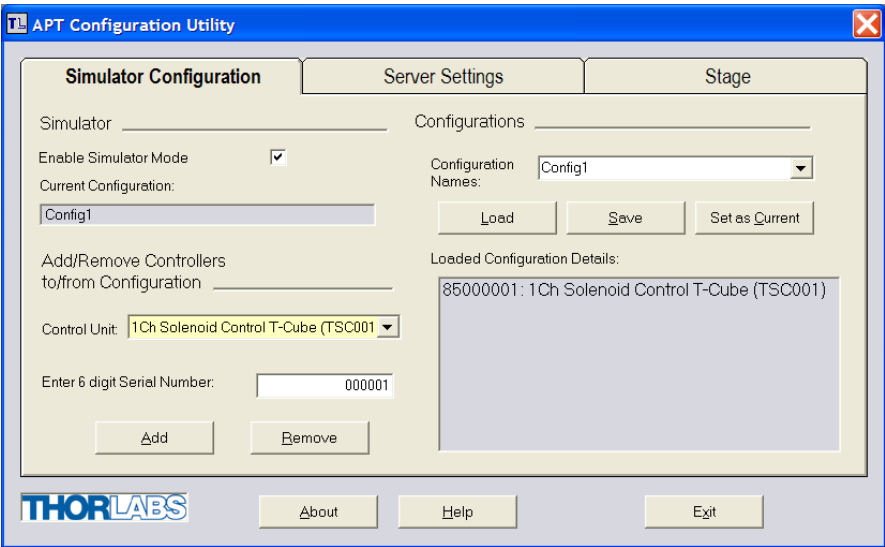 TL APT Configuration Utility
Simulator Configuration
Server Settings
Stage
Simulator
Enable Simulator Mode
Current Configuration:
Config1
Add/Remove Controllers
to/from Configuration
Control Unit:
1Ch Solenoid Control T-Cube (TSC001
Enter 6 digit Serial Number:
000001
Add
Remove
Configurations
Configuration
Names:
Config1
Load
Save
Set as Current
Loaded Configuration Details:
85000001: 1Ch Solenoid Control T-Cube (TSC001)
THORLABS
About
Help
Exit